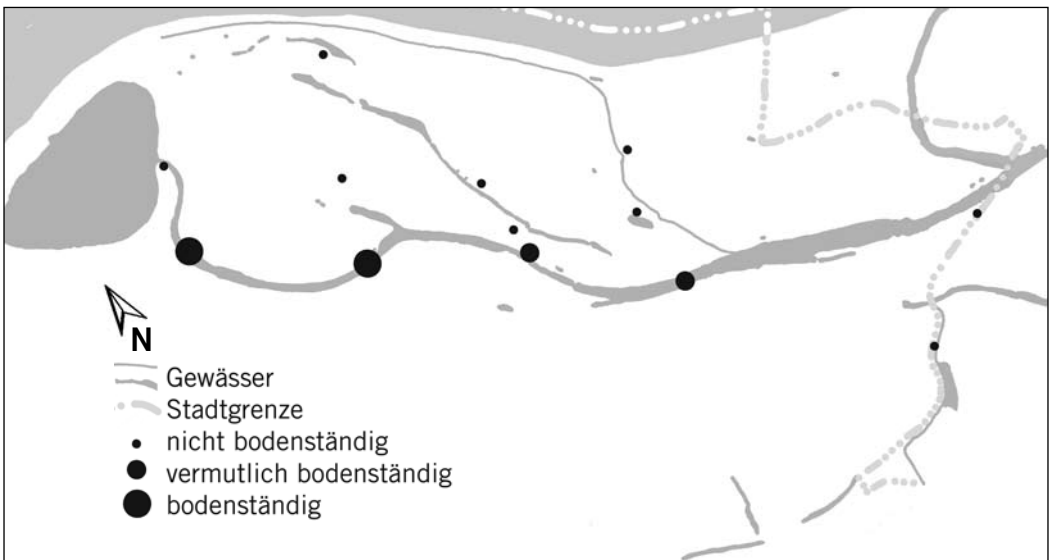 N
Gewässer
Stadtgrenze
nicht bodenständig
vermutlich bodenständig
bodenständig